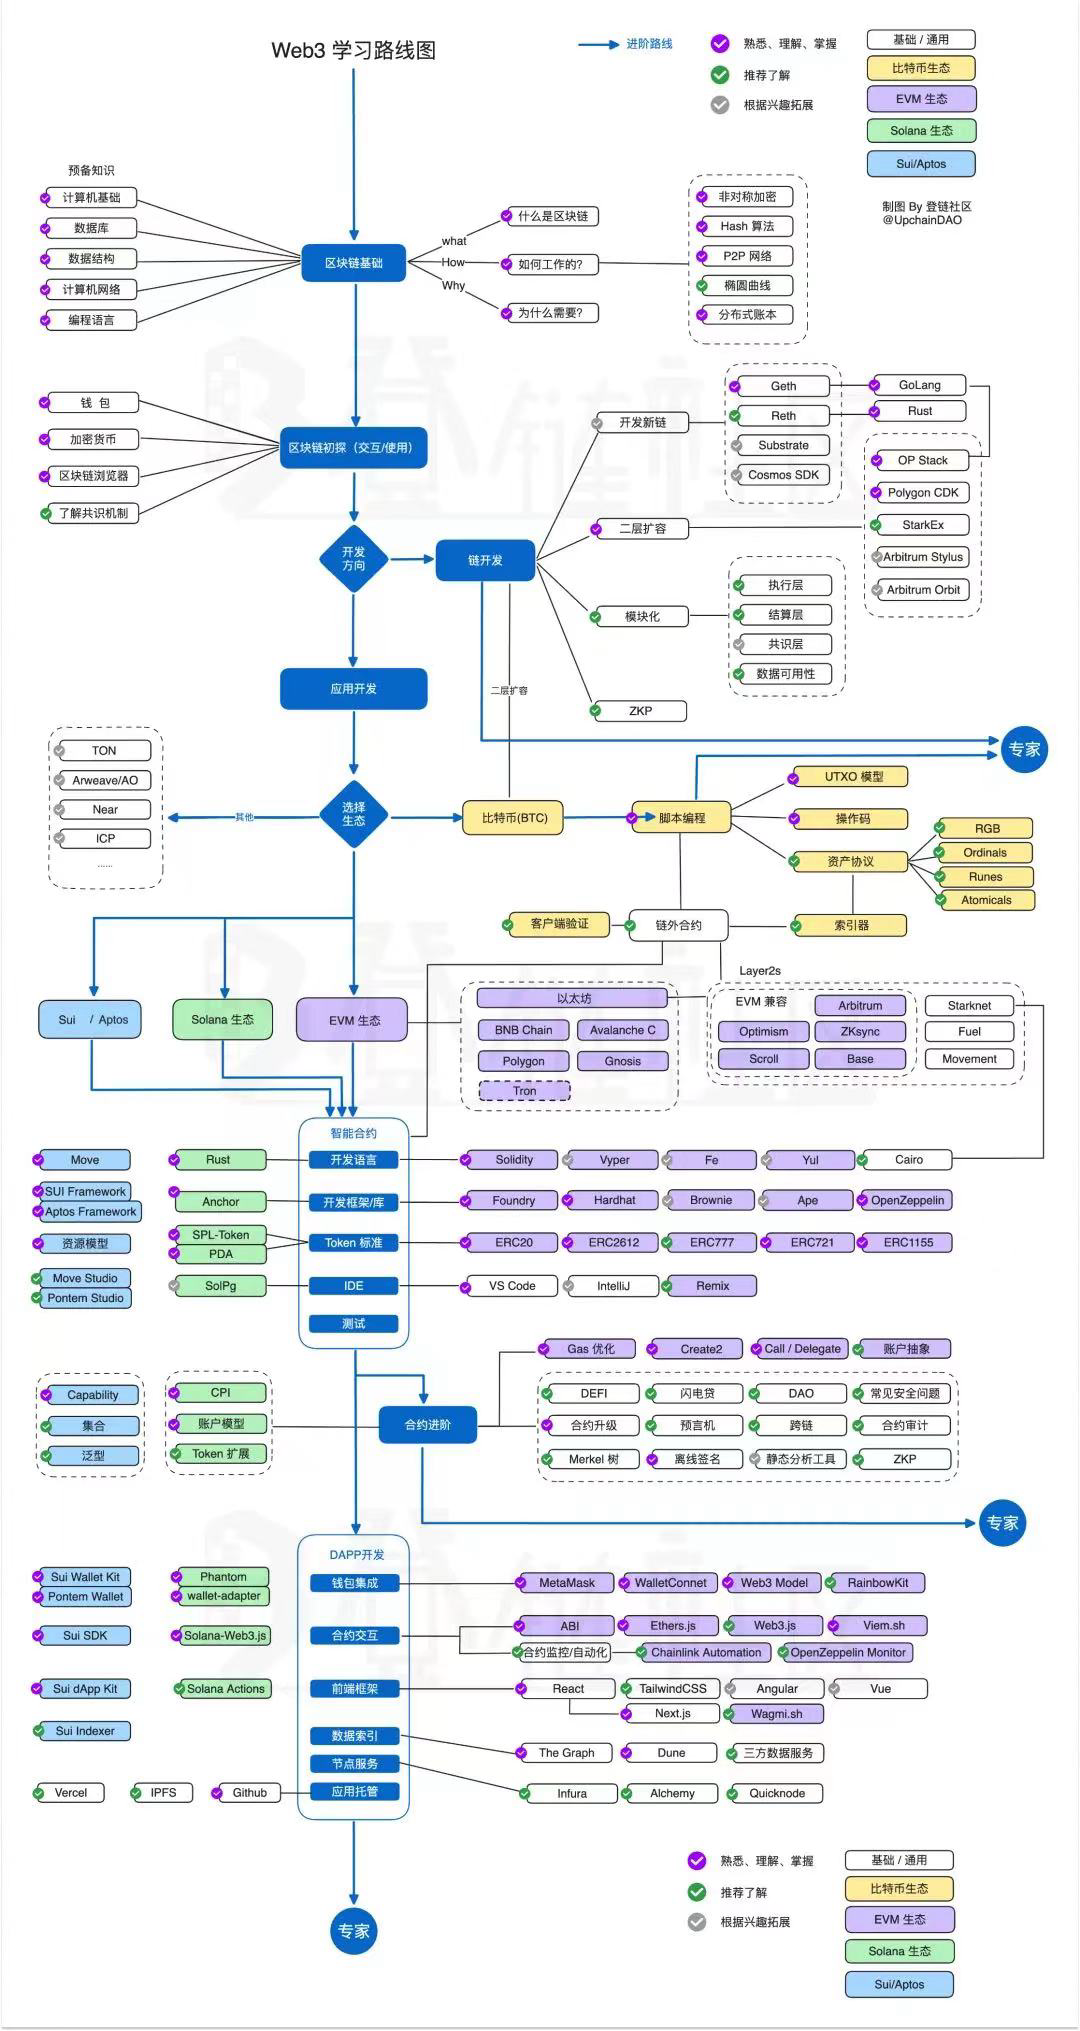 Web3 学习路线图
进阶路线
熟悉、理解、掌握
推荐了解
根据兴趣拓展
基础 / 通用
比特币生态
EVM 生态
Solana 生态
Sui/Aptos
制图 By 登链社区
@UpchainDAO
预备知识
计算机基础
数据库
数据结构
计算机网络
编程语言
区块链基础
what
How
Why
什么是区块链
如何工作的?
为什么需要?
非对称加密
Hash 算法
P2P 网络
椭圆曲线
分布式账本
钱 包
加密货币
区块链浏览器
了解共识机制
区块链初探（交互/使用）
开发
方向
链开发
开发新链
二层扩容
模块化
ZKP
Geth
Reth
Substrate
Cosmos SDK
GoLang
Rust
OP Stack
Polygon CDK
StarkEx
Arbitrum Stylus
Arbitrum Orbit
执行层
结算层
共识层
数据可用性
二层扩容
专家
应用开发
选择
生态
其他
TON
Arweave/AO
Near
ICP
......
比特币(BTC)
脚本编程
UTXO 模型
操作码
资产协议
RGB
Ordinals
Runes
Atomicals
客户端验证
链外合约
索引器
Sui / Aptos
Solana 生态
EVM 生态
以太坊
BNB Chain
Avalanche C
Polygon
Gnosis
Tron
Layer2s
EVM 兼容
Arbitrum
Optimism
ZKsync
Scroll
Base
Starknet
Fuel
Movement
智能合约
Move
Rust
开发语言
Solidity
Vyper
Fe
Yul
Cairo
SUI Framework
Aptos Framework
Anchor
开发框架/库
Foundry
Hardhat
Brownie
Ape
OpenZeppelin
资源模型
SPL-Token
PDA
Token 标准
ERC20
ERC2612
ERC777
ERC721
ERC1155
Move Studio
Pontem Studio
SolPg
IDE
VS Code
IntelliJ
Remix
测试
Capability
集合
泛型
CPI
账户模型
Token 扩展
合约进阶
Gas 优化
Create2
Call / Delegate
账户抽象
DEFI
闪电贷
DAO
常见安全问题
合约升级
预言机
跨链
合约审计
Merkel 树
离线签名
静态分析工具
ZKP
专家
DAPP开发
Sui Wallet Kit
Pontem Wallet
Phantom
wallet-adapter
钱包集成
MetaMask
WalletConnet
Web3 Model
RainbowKit
Sui SDK
Solana-Web3.js
合约交互
ABI
Ethers.js
Web3.js
Viem.sh
合约监控/自动化
Chainlink Automation
OpenZeppelin Monitor
Sui dApp Kit
Solana Actions
前端框架
React
TailwindCSS
Angular
Vue
Next.js
Wagmi.sh
Sui Indexer
数据索引
The Graph
Dune
三方数据服务
节点服务
Infura
Alchemy
Quicknode
Vercel
IPFS
Github
应用托管
专家
熟悉、理解、掌握
推荐了解
根据兴趣拓展
基础 / 通用
比特币生态
EVM 生态
Solana 生态
Sui/Aptos
登链社区
登链社区
登链社区